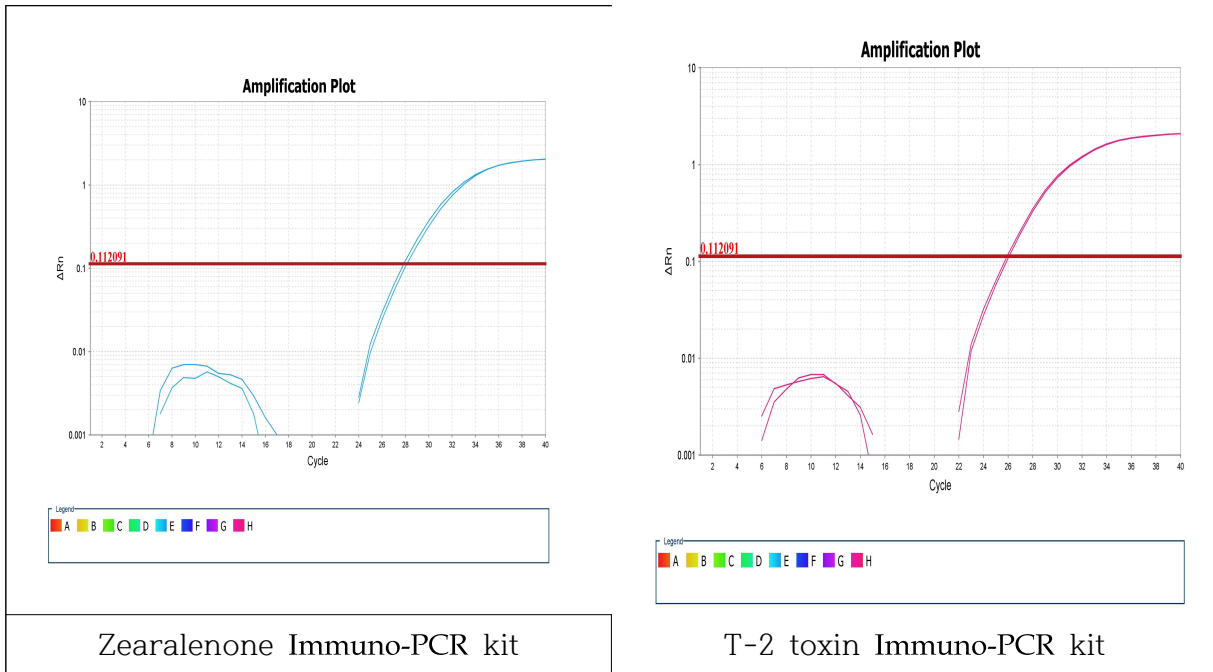 Amplification Plot
10
1
0.112091
0.1
0.01
0.001
ΔRn
2 4 6 8 10 12 14 16 18 20 22 24 26 28 30 32 34 36 38 40
Cycle
Legend
A B C D E F G H
Zearalenone Immuno-PCR kit
Amplification Plot
10
1
0.112091
0.1
0.01
0.001
ΔRn
2 4 6 8 10 12 14 16 18 20 22 24 26 28 30 32 34 36 38 40
Cycle
Legend
A B C D E F G H
T-2 toxin Immuno-PCR kit